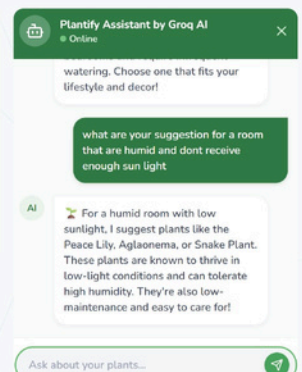 Plantify Assistant by Groq AI
Online
watering. Choose one that fits your
lifestyle and decor!
what are your suggestion for a room
that are humid and dont receive
enough sun light
AI
🌱 For a humid room with low
sunlight, I suggest plants like the
Peace Lily, Aglaonema, or Snake Plant.
These plants are known to thrive in
low-light conditions and can tolerate
high humidity. They're also low-
maintenance and easy to care for!
Ask about your plants...